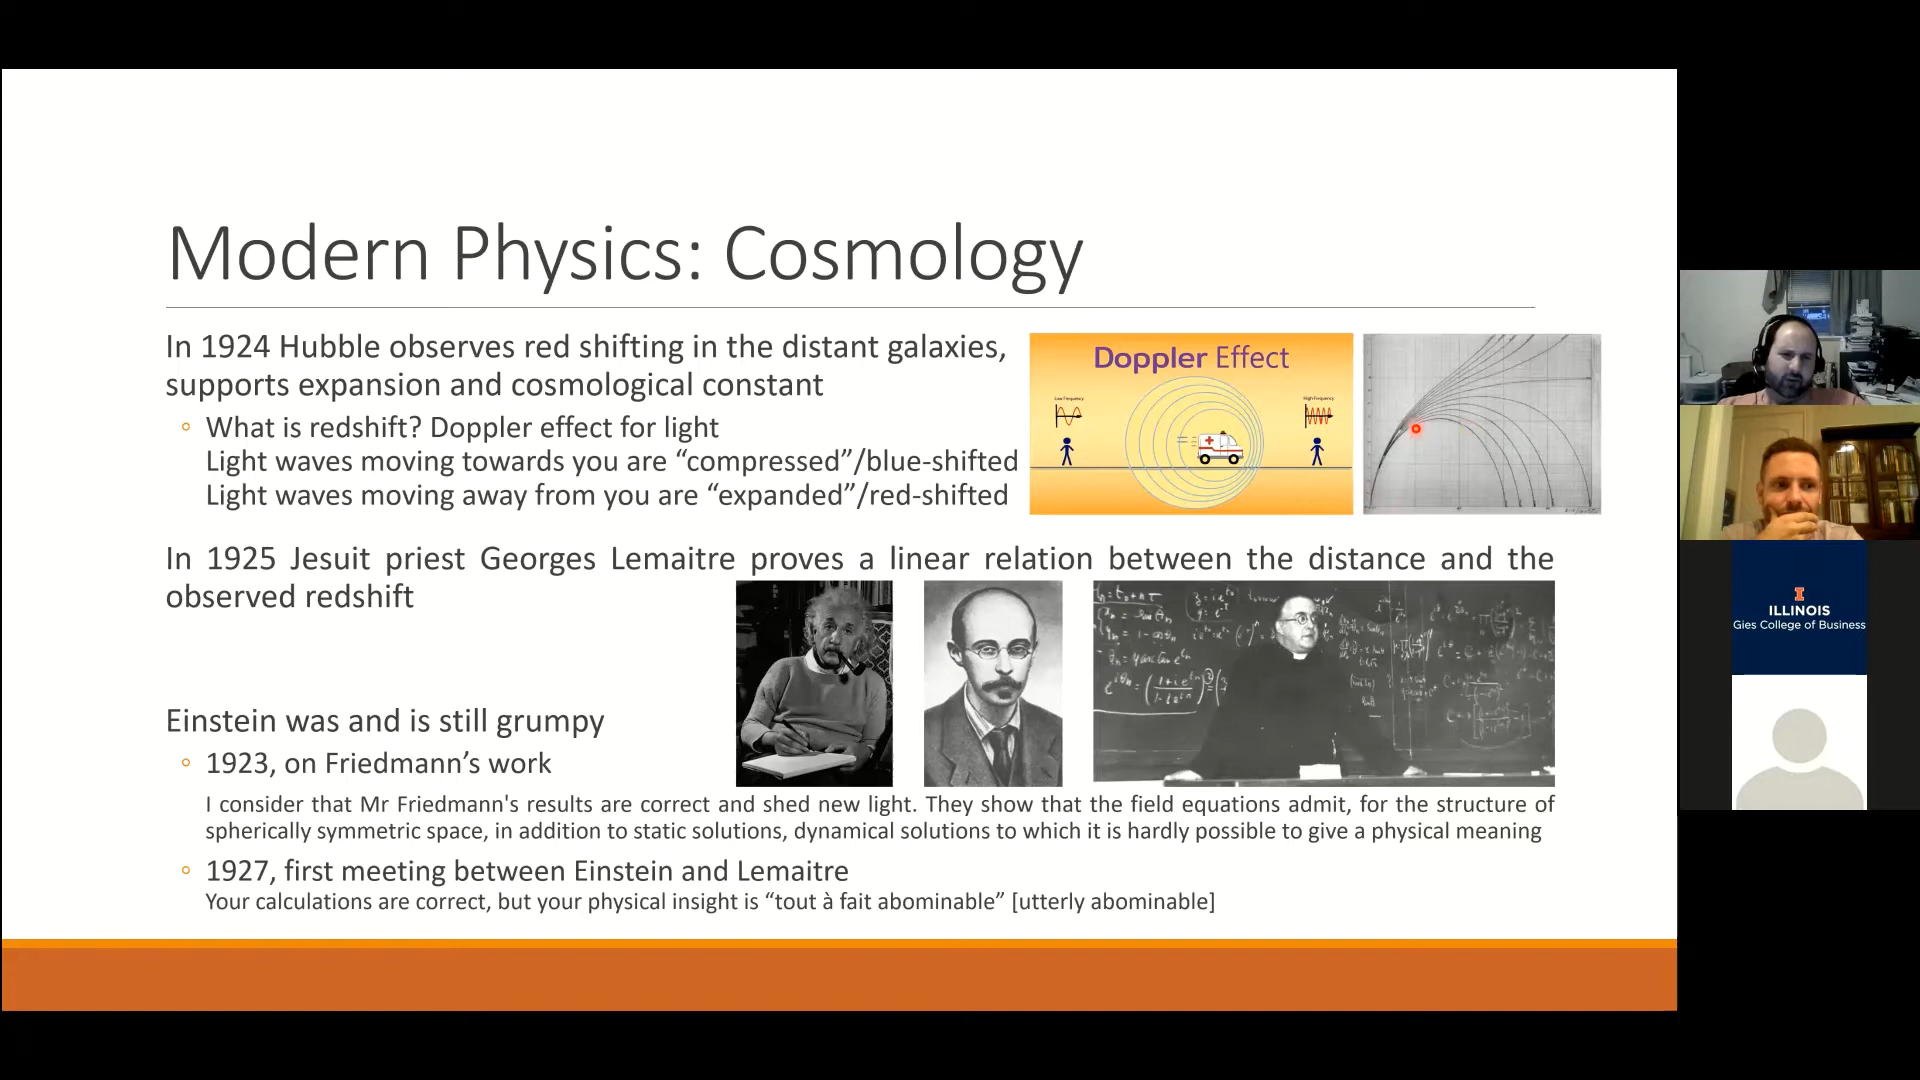 Modern Physics: Cosmology
In 1924 Hubble observes red shifting in the distant galaxies,
supports expansion and cosmological constant
What is redshift? Doppler effect for light
Light waves moving towards you are “compressed”/blue-shifted
Light waves moving away from you are “expanded”/red-shifted
Doppler Effect
Low Frequency
High Frequency
In 1925 Jesuit priest Georges Lemaitre proves a linear relation between the distance and the
observed redshift
Einstein was and is still grumpy
1923, on Friedmann’s work
I consider that Mr Friedmann's results are correct and shed new light. They show that the field equations admit, for the structure of
spherically symmetric space, in addition to static solutions, dynamical solutions to which it is hardly possible to give a physical meaning
1927, first meeting between Einstein and Lemaitre
Your calculations are correct, but your physical insight is “tout à fait abominable” [utterly abominable]
I
ILLINOIS
Gies College of Business